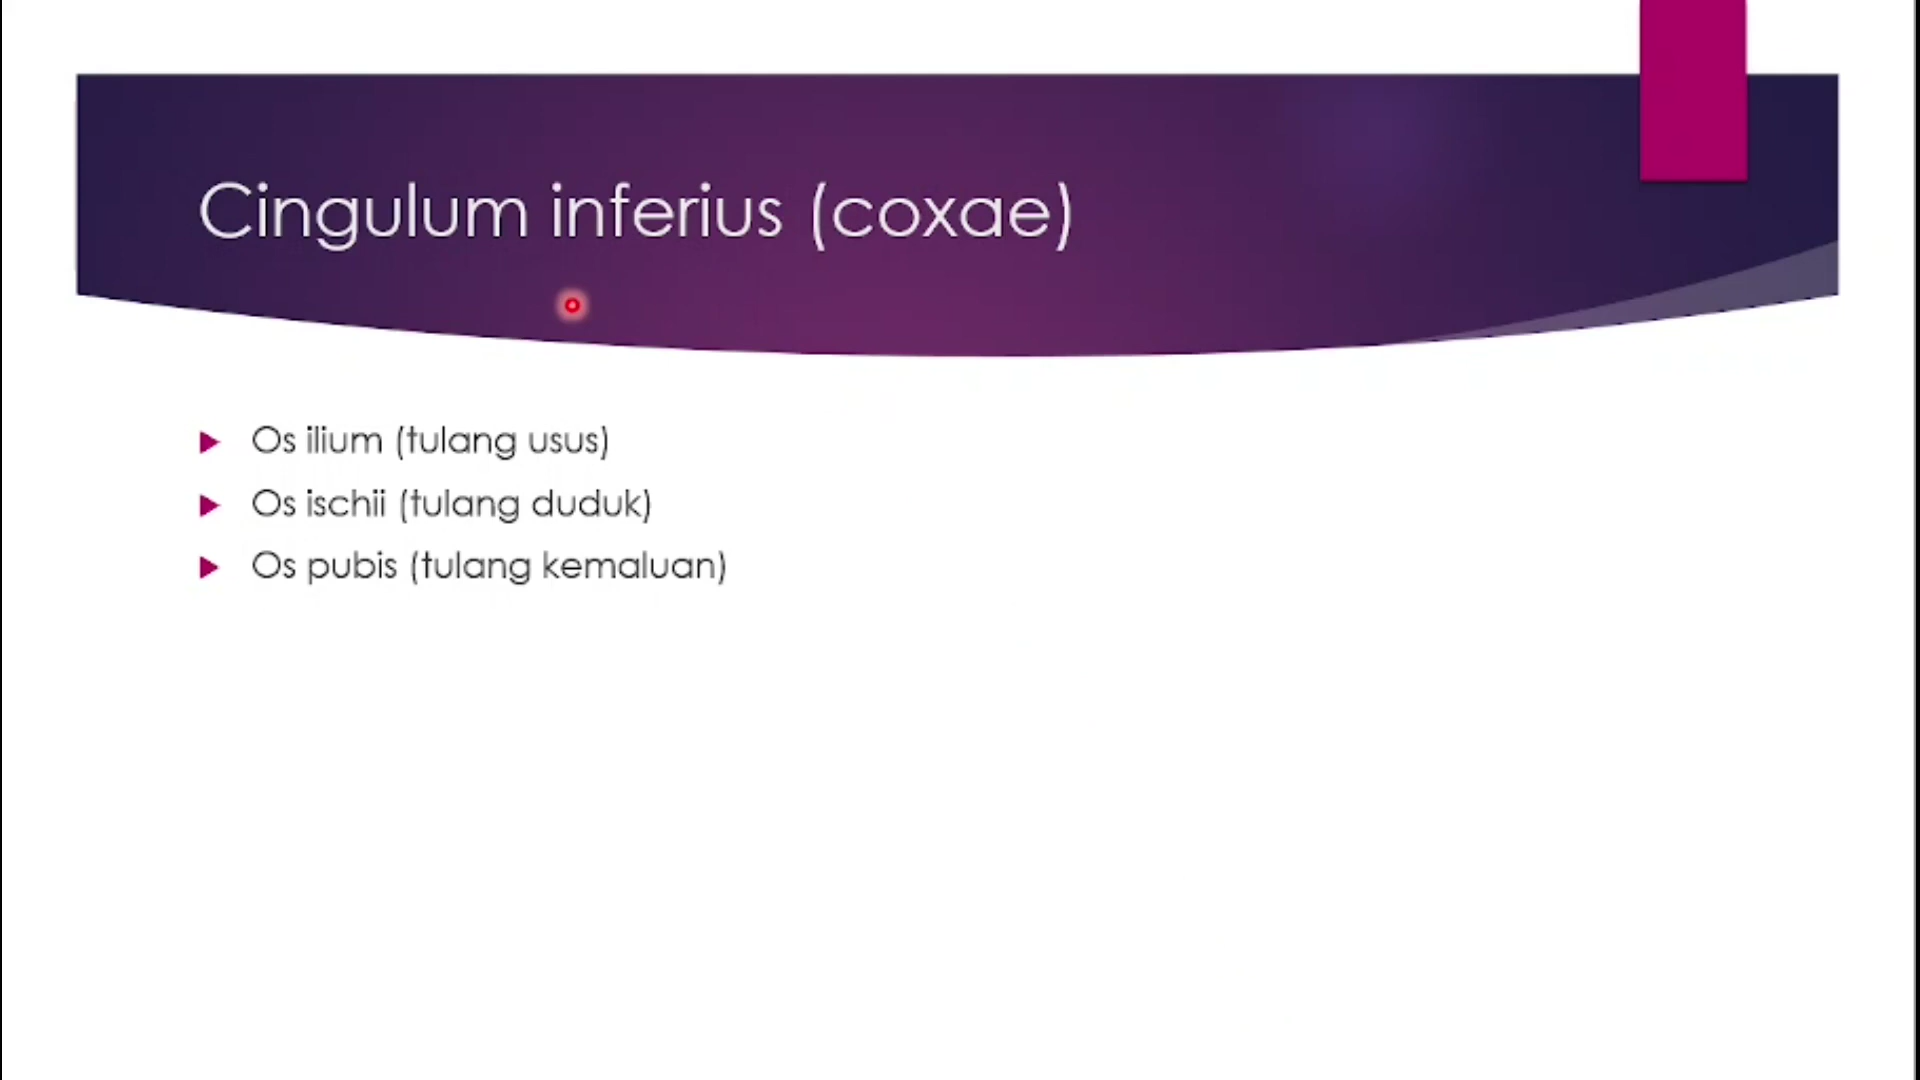 Cingulum inferius (coxae)
Os ilium (tulang usus)
Os ischii (tulang duduk)
Os pubis (tulang kemaluan)